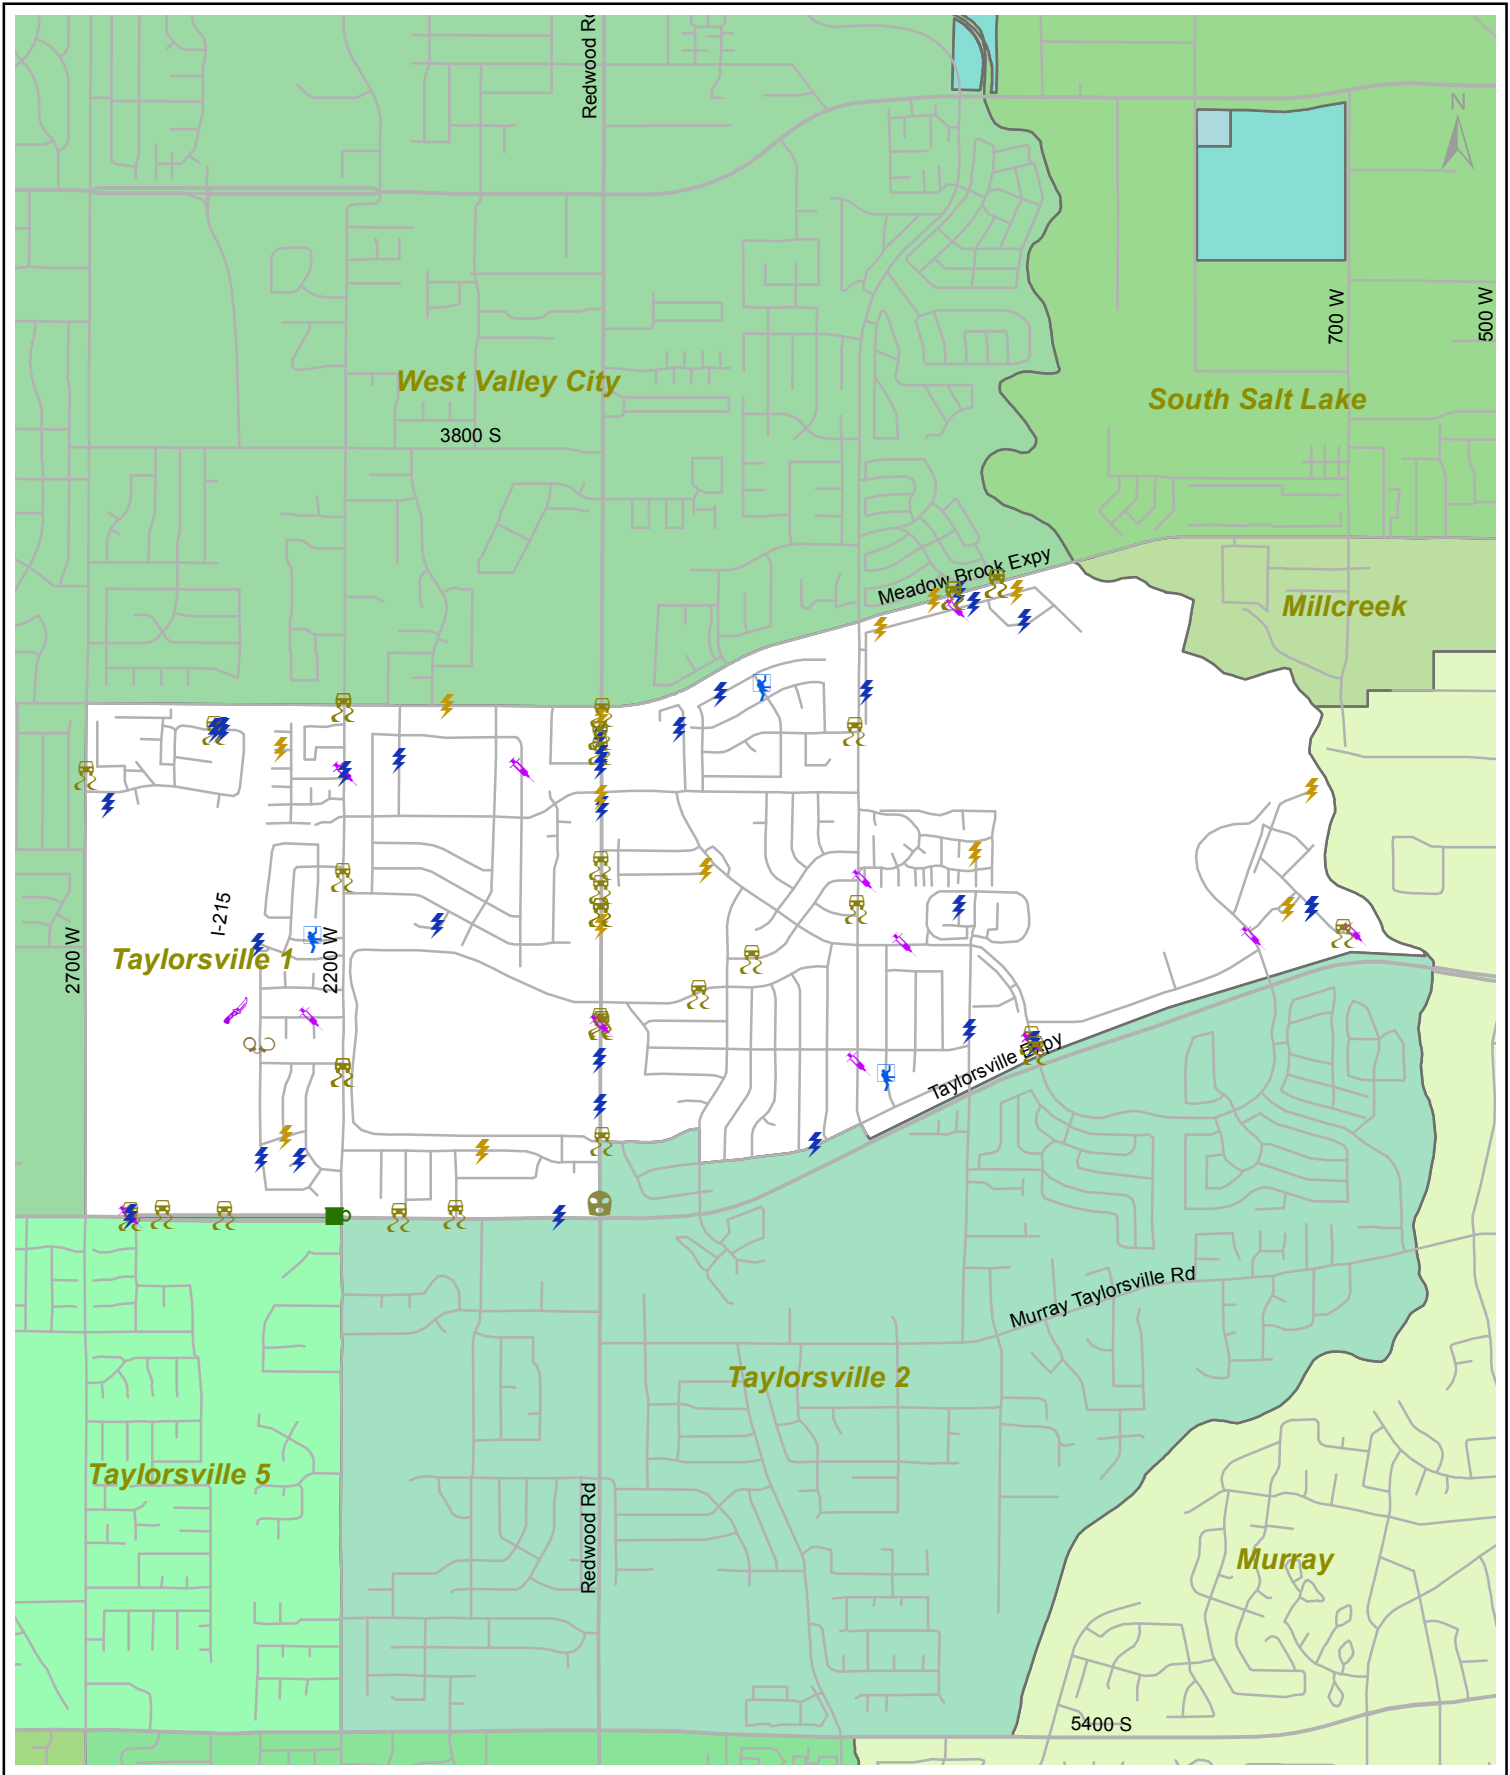 Redwood Rd
N
700 W
500 W
West Valley City
South Salt Lake
3800 S
Meadow Brook Expy
Millcreek
I-215
2700 W
2200 W
Taylorsville 1
Taylorsville Expy
Murray Taylorsville Rd
Taylorsville 2
Taylorsville 5
Redwood Rd
Murray
5400 S